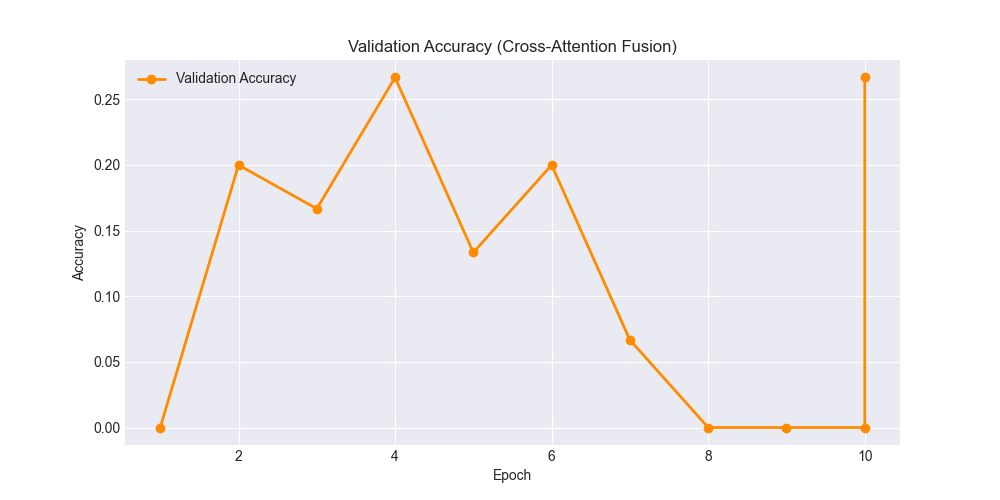 Validation Accuracy (Cross-Attention Fusion)
Validation Accuracy
0.25
0.20
0.15
0.10
0.05
0.00
Accuracy
2 4 6 8 10
Epoch